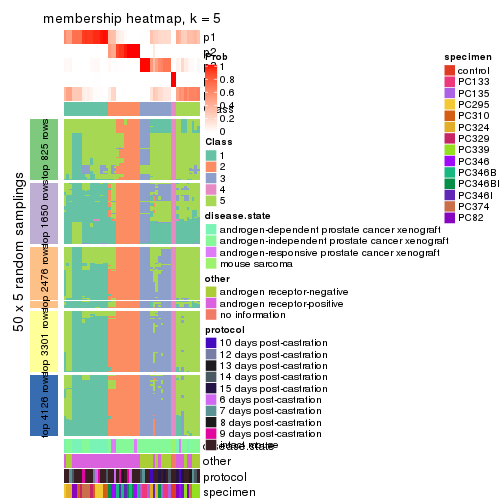 membership heatmap, k = 5
p1
p2
Prob
1
0.8
0.6
0.4
0.2
0
Class
1
2
3
4
5
disease.state
androgen-dependent prostate cancer xenograft
androgen-independent prostate cancer xenograft
androgen-responsive prostate cancer xenograft
mouse sarcoma
other
androgen receptor-negative
androgen receptor-positive
no information
protocol
10 days post-castration
12 days post-castration
13 days post-castration
14 days post-castration
15 days post-castration
6 days post-castration
7 days post-castration
8 days post-castration
9 days post-castration
intact mouse
specimen
control
PC133
PC135
PC295
PC310
PC324
PC329
PC339
PC346
PC346B
PC346BI
PC346I
PC374
PC82
50 x 5 random samplings
top 825 rows
top 1650 rows
top 2476 rows
top 3301 rows
top 4126 rows
disease.state
other
protocol
specimen